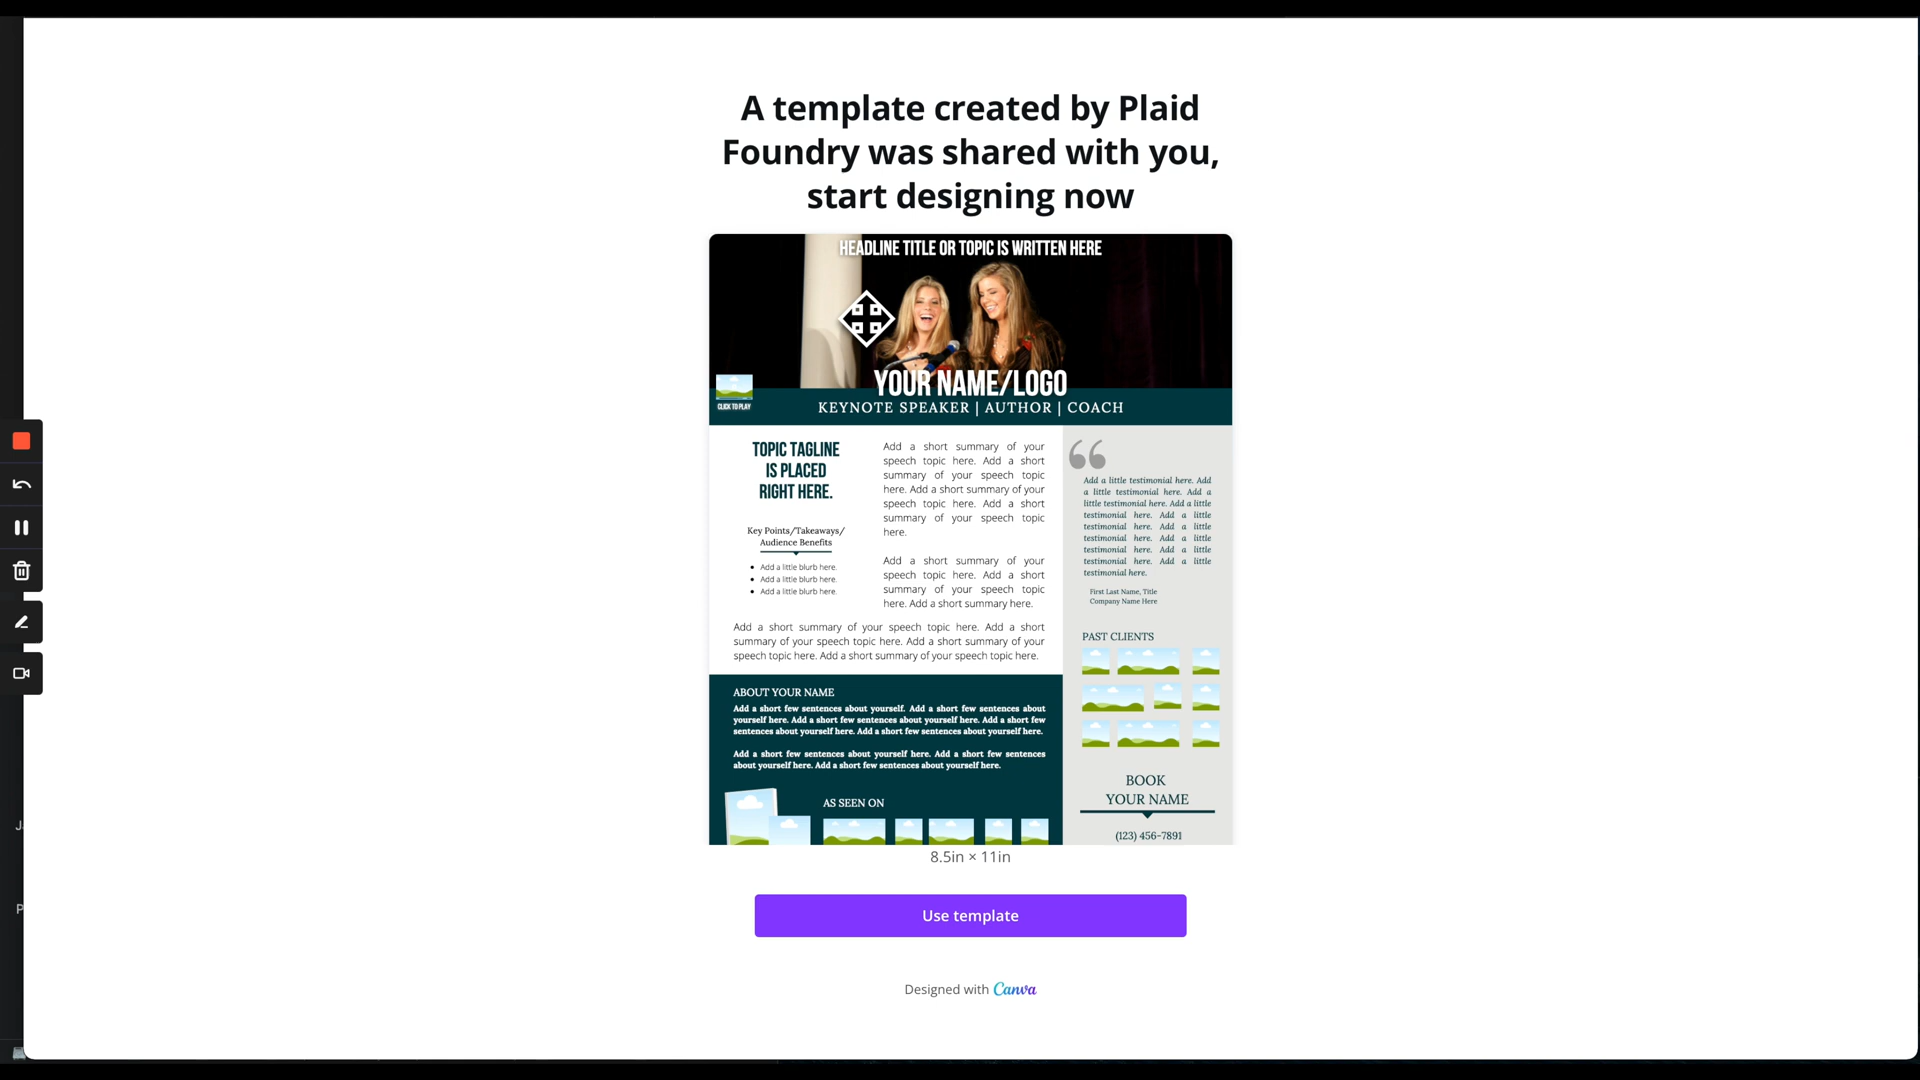 A template created by Plaid
Foundry was shared with you,
start designing now
HEADLINE TITLE OR TOPIC IS WRITTEN HERE
YOUR NAME/LOGO
CLICK TO PLAY
KEYNOTE SPEAKER | AUTHOR | COACH
TOPIC TAGLINE
IS PLACED
RIGHT HERE.
Key Points/Takeaways/
Audience Benefits
Add a little blurb here.
Add a little blurb here.
Add a little blurb here.
Add a short summary of your
speech topic here. Add a short
summary of your speech topic
here. Add a short summary of your
speech topic here. Add a short
summary of your speech topic
here.
Add a short summary of your
speech topic here. Add a short
summary of your speech topic
here. Add a short summary here.
Add a short summary of your speech topic here. Add a short
summary of your speech topic here. Add a short summary of your
speech topic here. Add a short summary of your speech topic here.
“
Add a little testimonial here. Add
a little testimonial here. Add a
little testimonial here. Add a little
testimonial here. Add a little
testimonial here. Add a little
testimonial here. Add a little
testimonial here. Add a little
testimonial here. Add a little
testimonial here.
First Last Name, Title
Company Name Here
PAST CLIENTS
ABOUT YOUR NAME
Add a short few sentences about yourself. Add a short few sentences about
yourself here. Add a short few sentences about yourself here. Add a short few
sentences about yourself here. Add a short few sentences about yourself here.
Add a short few sentences about yourself here. Add a short few sentences
about yourself here. Add a short few sentences about yourself here.
AS SEEN ON
BOOK
YOUR NAME
(123) 456-7891
8.5in × 11in
Use template
Designed with Canva
J
P